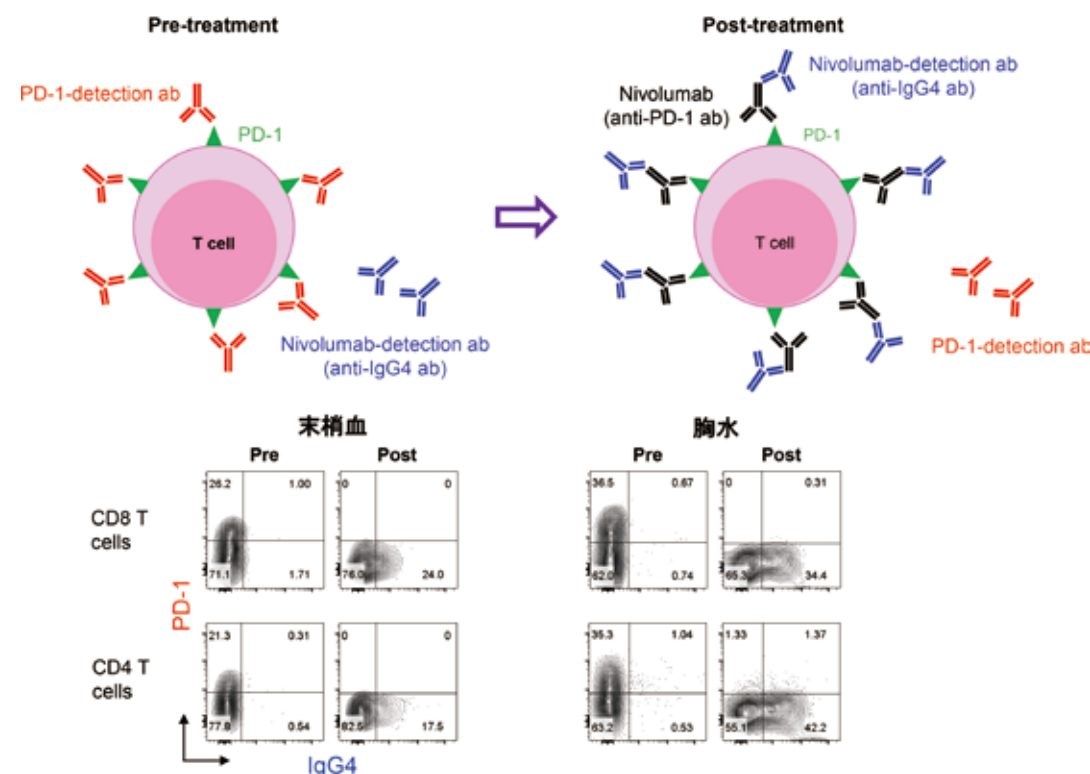 Pre-treatment
Post-treatment
PD-1-detection ab
PD-1
T cell
Nivolumab-detection ab
(anti-IgG4 ab)
Nivolumab-detection ab
(anti-IgG4 ab)
Nivolumab
(anti-PD-1 ab)
PD-1
T cell
PD-1-detection ab
末梢血
胸水
Pre
Post
Pre
Post
CD8 T
cells
26.2 1.00
71.1 1.71
0 0
76.0 24.0
36.5 0.67
62.0 0.74
0 0.31
65.3 34.4
CD4 T
cells
21.3 0.31
77.8 0.54
0 0
82.5 17.5
35.3 1.04
63.2 0.53
1.33 1.37
55.1 42.2
PD-1
IgG4